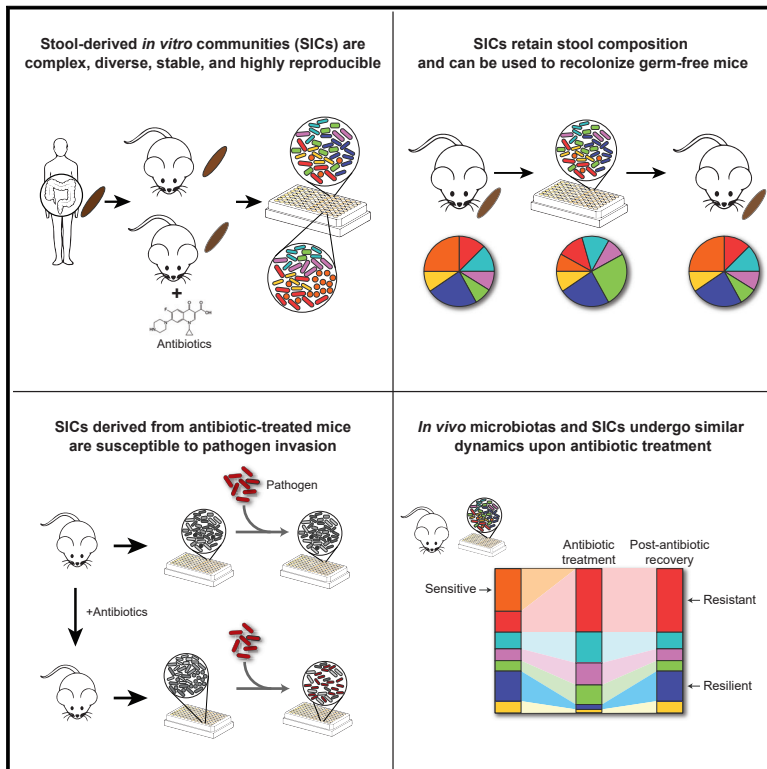 Stool-derived in vitro communities (SICs) are
complex, diverse, stable, and highly reproducible
+
F
O
O
OH
N
N
HN
Antibiotics
SICs retain stool composition
and can be used to recolonize germ-free mice
SICs derived from antibiotic-treated mice
are susceptible to pathogen invasion
Pathogen
+Antibiotics
In vivo microbiotas and SICs undergo similar
dynamics upon antibiotic treatment
Antibiotic
treatment
Post-antibiotic
recovery
Sensitive
Resistant
Resilient